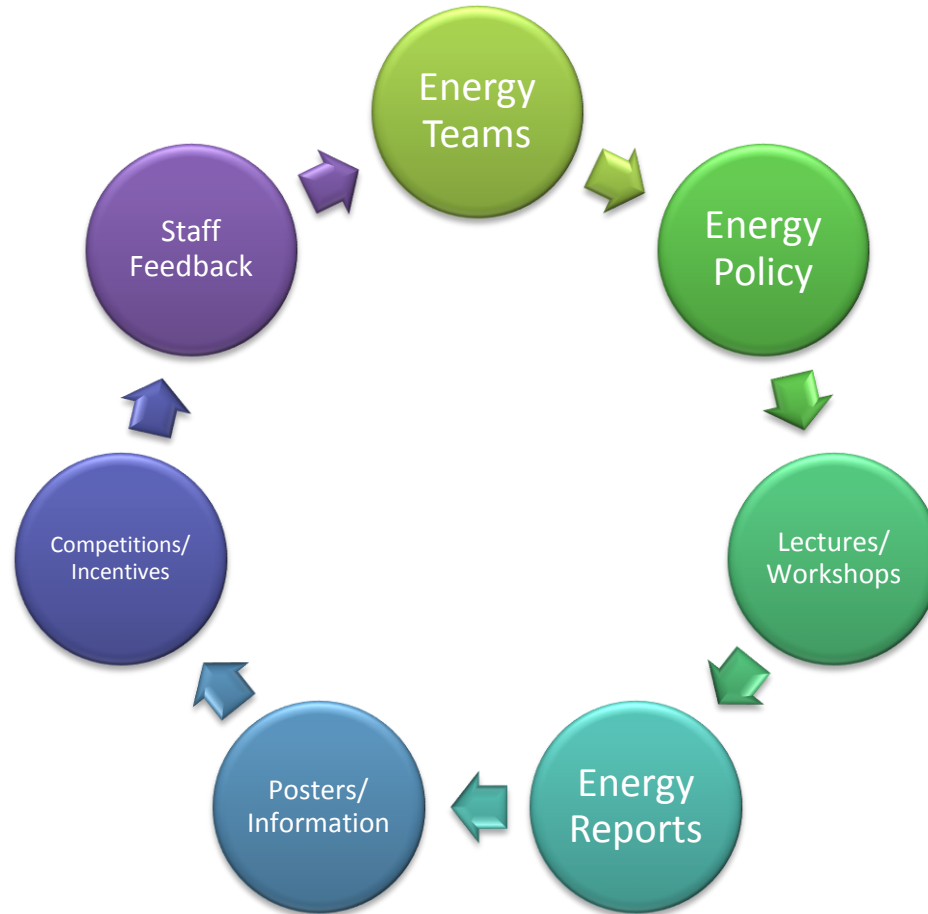 Energy
Teams
Energy
Policy
Lectures/
Workshops
Energy
Reports
Posters/
Information
Competitions/
Incentives
Staff
Feedback